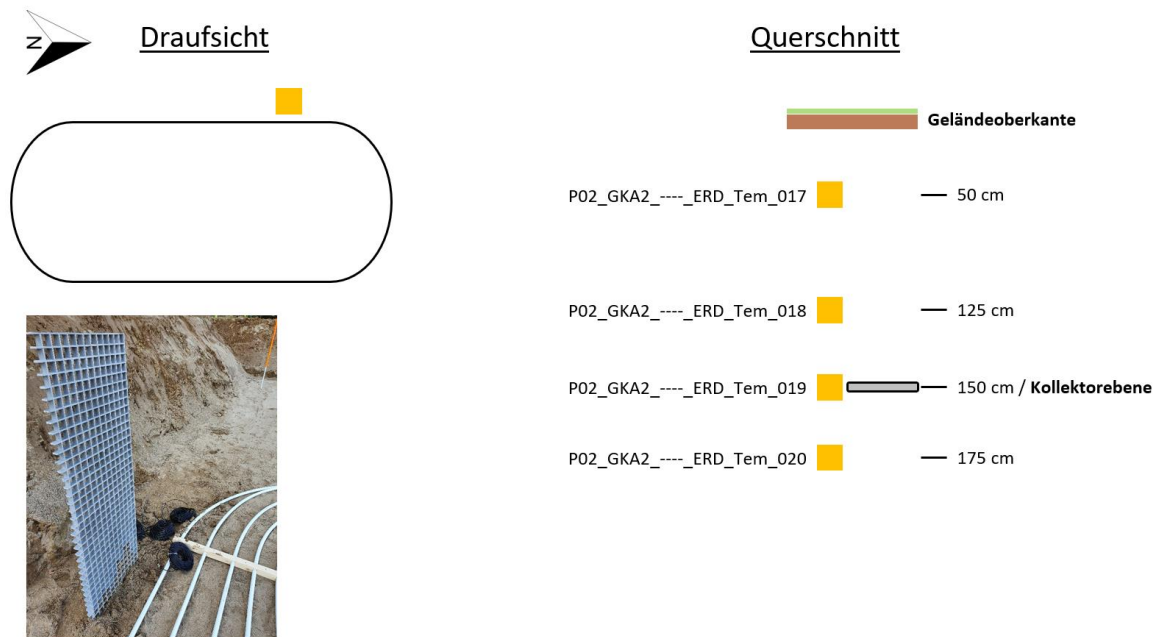 N
Draufsicht
Querschnitt
Geländeoberkante
P02_GKA2_----_ERD_Tem_017
50 cm
P02_GKA2_----_ERD_Tem_018
125 cm
P02_GKA2_----_ERD_Tem_019
150 cm / Kollektorebene
P02_GKA2_----_ERD_Tem_020
175 cm